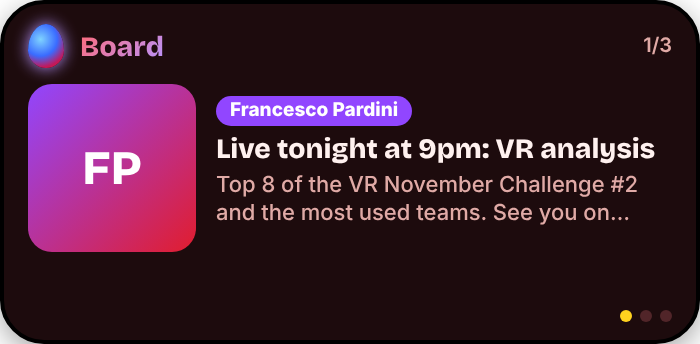 Board
1/3
FP
Francesco Pardini
Live tonight at 9pm: VR analysis
Top 8 of the VR November Challenge #2
and the most used teams. See you on...